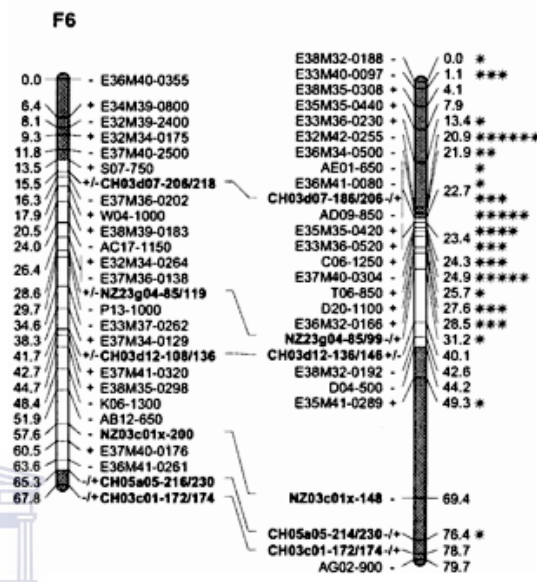 F6
0.0 - E36M40-0355
6.4 + E34M39-0800
8.1 - E32M39-2400
9.3 + E32M34-0175
11.8 - E37M40-2500
13.5 + S07-750
15.5 +/- CH03d07-206/218
16.3 - E37M36-0202
17.9 + W04-1000
20.5 + E38M39-0183
24.0 - AC17-1150
+ E32M34-0264
26.4
- E37M36-0138
28.6 +/- NZ23g04-85/119
29.7 - P13-1000
34.6 - E33M37-0262
38.3 + E37M34-0129
41.7 +/- CH03d12-108/136
42.7 + E37M41-0320
44.7 + E38M35-0298
48.4 - K06-1300
51.9 - AB12-650
57.6 - NZ03c01x-200
60.5 + E37M40-0176
63.6 - E36M41-0261
65.3 -/+ CH05a05-216/230
67.8 -/+ CH03c01-172/174
E38M32-0188 - 0.0 *
E33M40-0097 - 1.1 ***
E38M35-0308 + 4.1
E35M35-0440 + 7.9
E33M36-0230 + 13.4 *
E32M42-0255 + 20.9 ******
E36M34-0500 - 21.9 **
AE01-650 - *
E36M41-0080 - 22.7 *
CH03d07-186/206 -/+ ***
AD09-850 - *****
E35M35-0420 + 23.4 ****
E33M36-0520 + ***
C06-1250 + 24.3 ***
E37M40-0304 + 24.9 *****
T06-850 + 25.7 *
D20-1100 + 27.6 ***
E36M32-0166 + 28.5 ***
NZ23g04-85/99 -/+ 31.2 *
CH03d12-136/146 +/- 40.1
E38M32-0192 - 42.6
D04-500 - 44.2
E35M41-0289 + 49.3 *
NZ03c01x-148 - 69.4
CH05a05-214/230 -/+ 76.4 *
CH03c01-172/174 -/+ 78.7
AG02-900 - 79.7